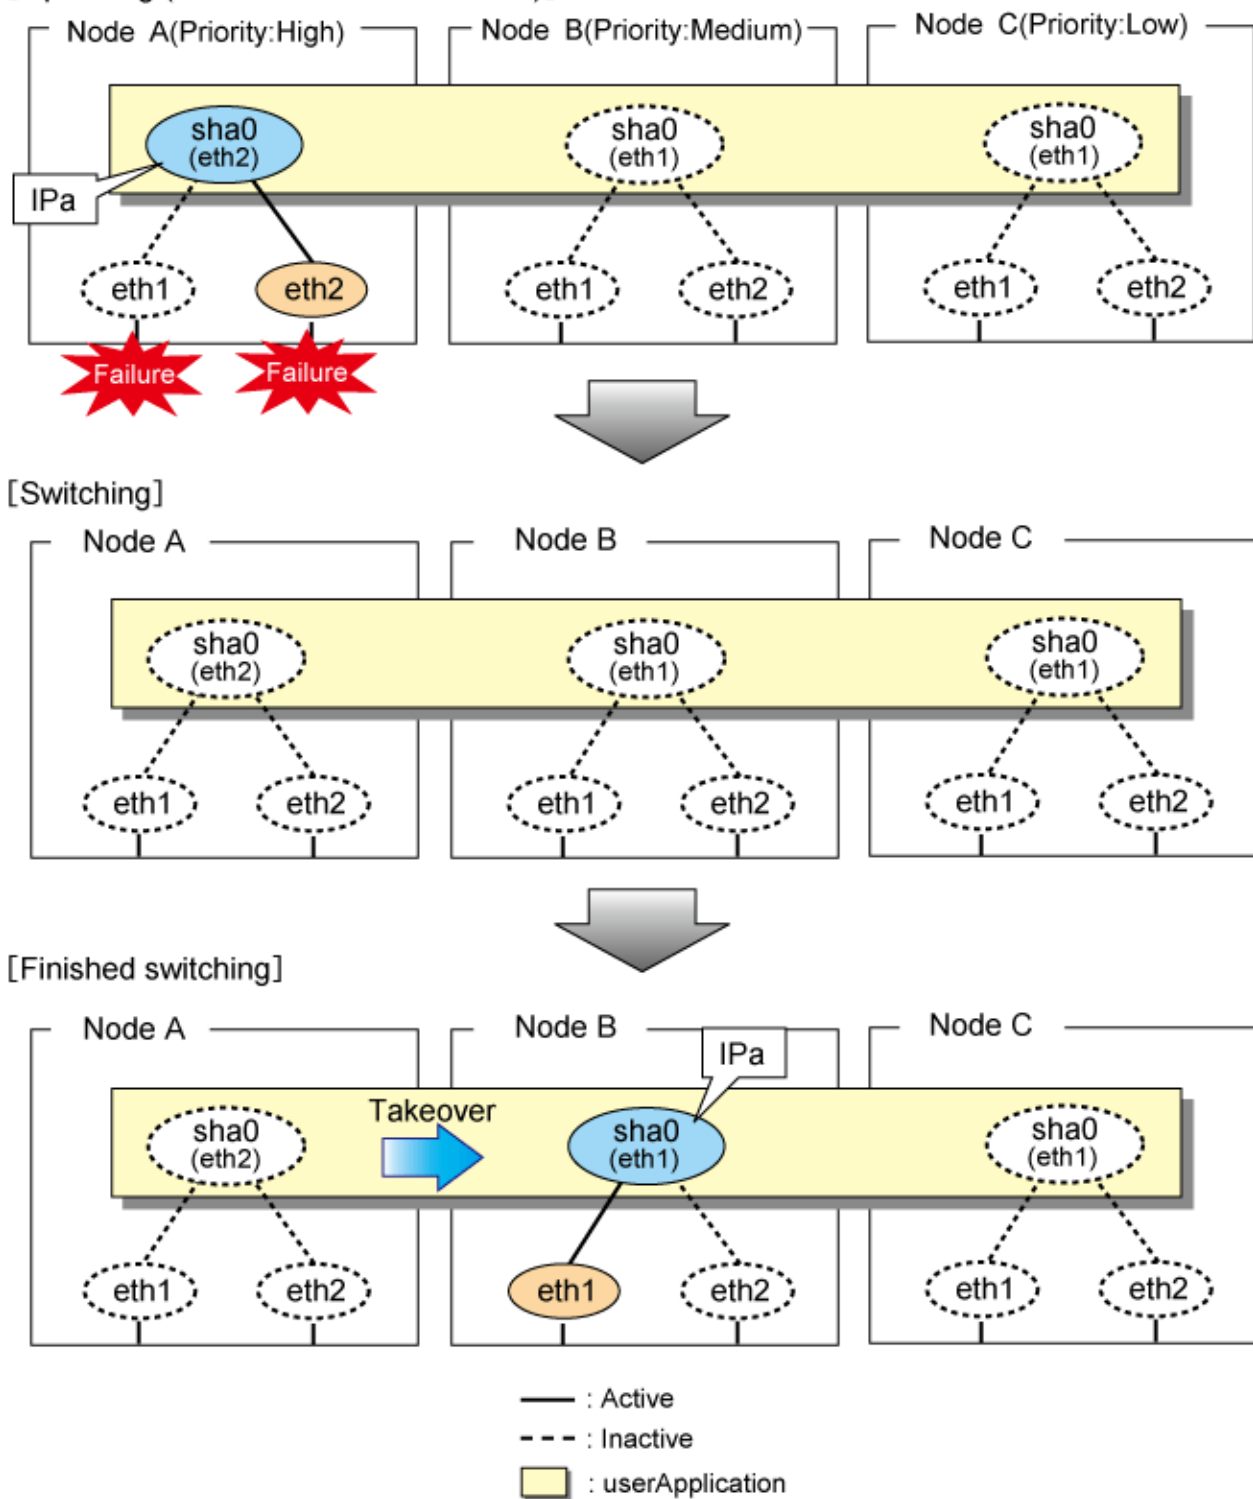 Node A(Priority:High)
Node B(Priority:Medium)
Node C(Priority:Low)
sha0
(eth2)
sha0
(eth1)
sha0
(eth1)
IPa
eth1
eth2
eth1
eth2
eth1
eth2
Failure
Failure
[Switching]
Node A
Node B
Node C
sha0
(eth2)
sha0
(eth1)
sha0
(eth1)
eth1
eth2
eth1
eth2
eth1
eth2
[Finished switching]
Node A
Node B
Node C
IPa
Takeover
sha0
(eth2)
sha0
(eth1)
sha0
(eth1)
eth1
eth2
eth1
eth2
eth1
eth2
: Active
: Inactive
: userApplication